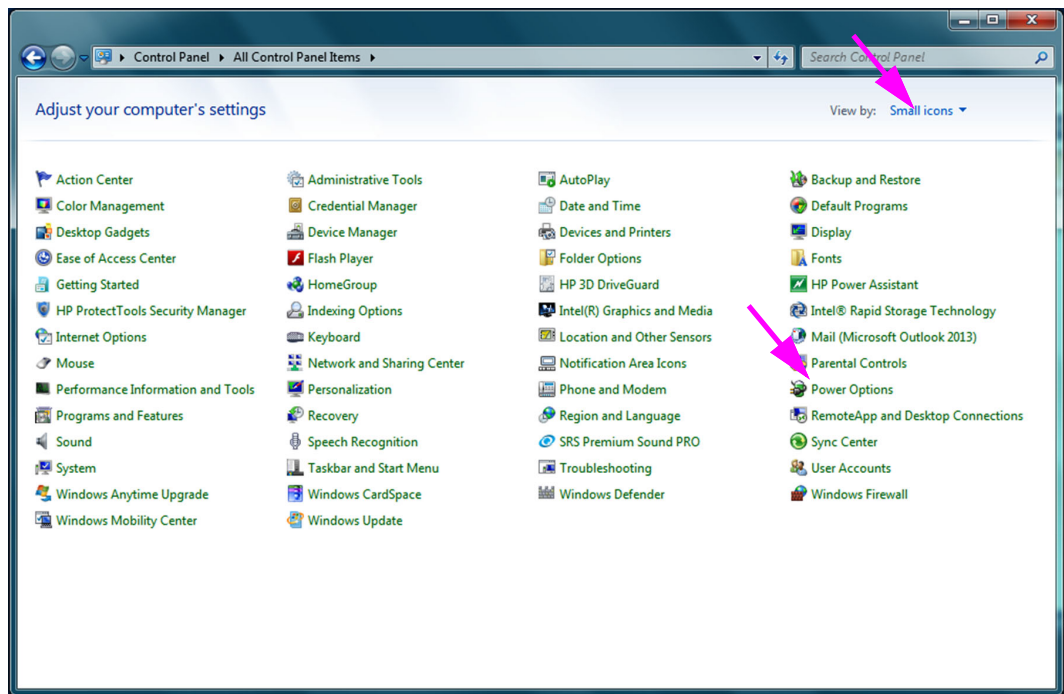 Control Panel All Control Panel Items Search Control Panel
Adjust your computer's settings View by: Small icons
Action Center Administrative Tools AutoPlay Backup and Restore
Color Management Credential Manager Date and Time Default Programs
Desktop Gadgets Device Manager Devices and Printers Display
Ease of Access Center Flash Player Folder Options Fonts
Getting Started HomeGroup HP 3D DriveGuard HP Power Assistant
HP ProtectTools Security Manager Indexing Options Intel(R) Graphics and Media Intel® Rapid Storage Technology
Internet Options Keyboard Location and Other Sensors Mail (Microsoft Outlook 2013)
Mouse Network and Sharing Center Notification Area Icons Parental Controls
Performance Information and Tools Personalization Phone and Modem Power Options
Programs and Features Recovery Region and Language RemoteApp and Desktop Connections
Sound Speech Recognition SRS Premium Sound PRO Sync Center
System Taskbar and Start Menu Troubleshooting User Accounts
Windows Anytime Upgrade Windows CardSpace Windows Defender Windows Firewall
Windows Mobility Center Windows Update